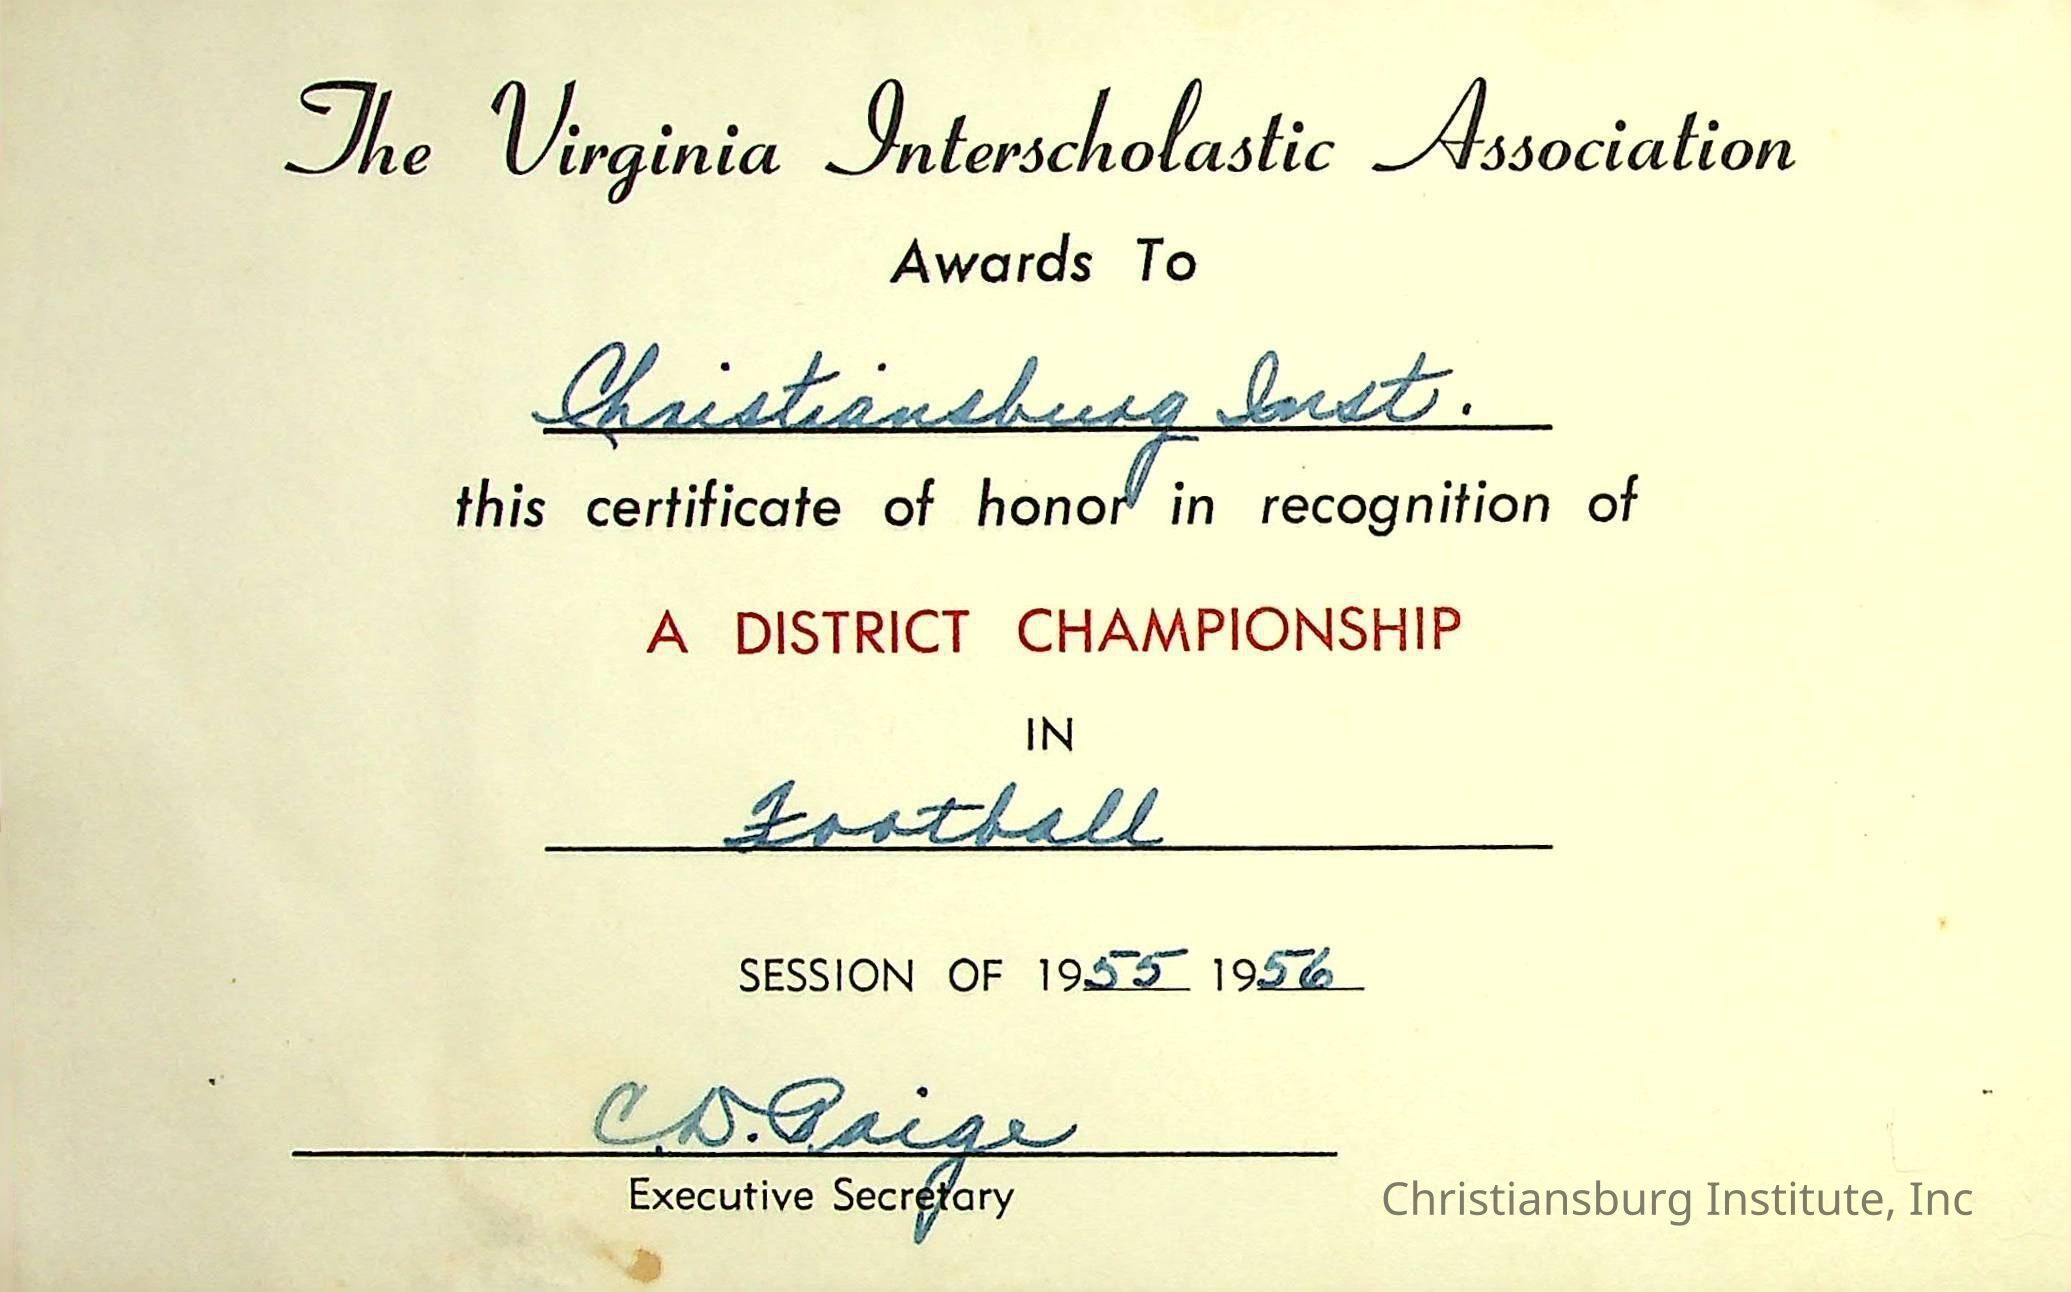 The Virginia Interscholastic Association
Awards To
Christiansburg Inst.
this certificate of honor in recognition of
A DISTRICT CHAMPIONSHIP
IN
Football
SESSION OF 1955 1956
C. D. Paige
Executive Secretary
Christiansburg Institute, Inc